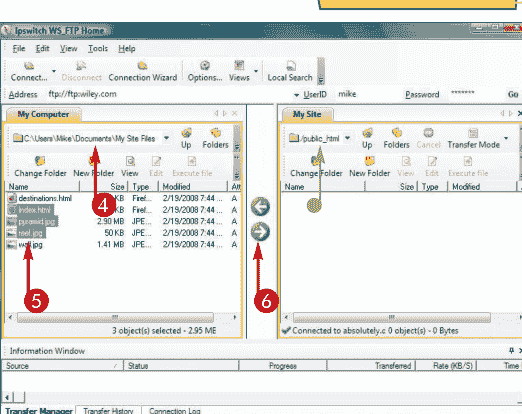 Ipswitch WS_FTP Home
File Edit View Tools Help
Connect... Disconnect Connection Wizard Options... Views Local Search
Address ftp://ftp.wiley.com UserID mike Password ******* Go
My Computer My Site
C:\Users\Mike\Documents\My Site Files Up Folders /public_html Up Folders Cancel Transfer Mode
Change Folder New Folder View Edit Execute file Change Folder New Folder View Edit Execute file
Name Size Type Modified Att Name Size Type Modified
destinations.html KB Firef... 2/19/2008 7:44 ... A
index.html KB Firef... 2/19/2008 7:44 ... A
pyramid.jpg 2.90 MB JPE... 2/19/2008 7:44 ... A
reef.jpg 50 KB JPE... 2/19/2008 7:44 ... A
1.41 MB JPE... 2/19/2008 7:44 ... A
4
5
6
3 object(s) selected - 2.95 ME Connected to absolutely.c 0 object(s) - 0 Bytes
Information Window
Source / Status Progress Transferred Rate (KB/S) Time
Transfer Manager Transfer History Connection Log